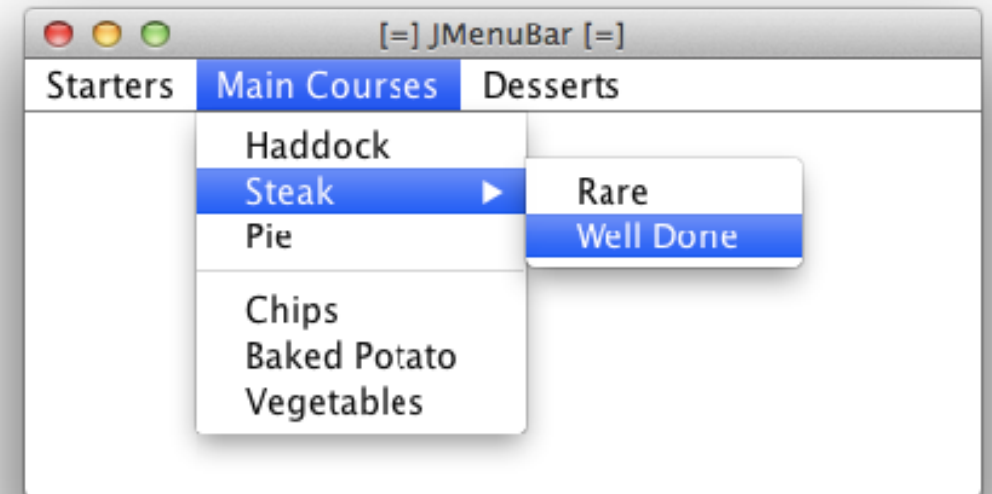 [=] JMenuBar [=]
Starters Main Courses Desserts
Haddock
Steak
Pie
Rare
Well Done
Chips
Baked Potato
Vegetables